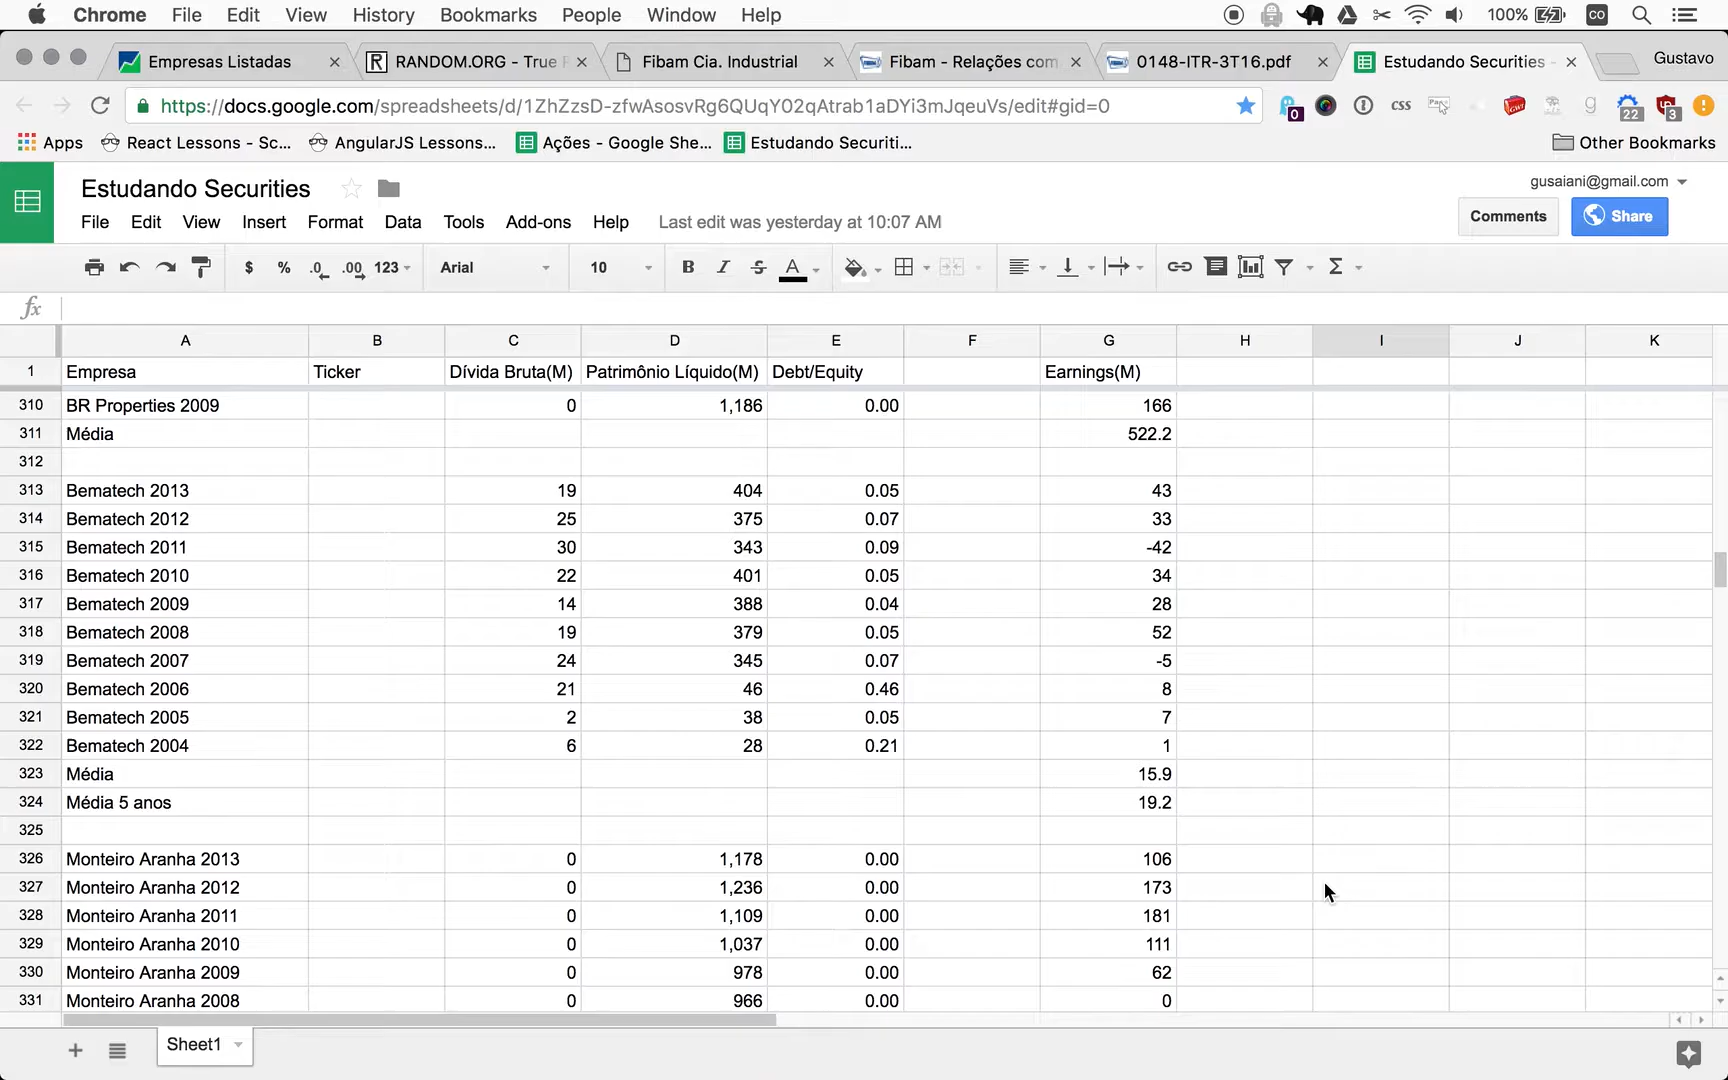 Chrome File Edit View History Bookmarks People Window Help 100% CO
Empresas Listadas RANDOM.ORG - True Fibam Cia. Industrial Fibam - Relações com 0148-ITR-3T16.pdf Estudando Securities - Gustavo
https://docs.google.com/spreadsheets/d/1ZhZzsD-zfwAsosvRg6QUqY02qAtrab1aDYi3mJqeuVs/edit#gid=0 0 css g 22 3
Apps React Lessons - Sc... AngularJS Lessons... Ações - Google She... Estudando Securiti... Other Bookmarks
Estudando Securities gusaiani@gmail.com
File Edit View Insert Format Data Tools Add-ons Help Last edit was yesterday at 10:07 AM Comments Share
$ % .0 .00 123 Arial 10 B I S A Σ
fx
A B C D E F G H I J K
1 Empresa Ticker Dívida Bruta(M) Patrimônio Líquido(M) Debt/Equity Earnings(M)
310 BR Properties 2009 0 1,186 0.00 166
311 Média 522.2
312
313 Bematech 2013 19 404 0.05 43
314 Bematech 2012 25 375 0.07 33
315 Bematech 2011 30 343 0.09 -42
316 Bematech 2010 22 401 0.05 34
317 Bematech 2009 14 388 0.04 28
318 Bematech 2008 19 379 0.05 52
319 Bematech 2007 24 345 0.07 -5
320 Bematech 2006 21 46 0.46 8
321 Bematech 2005 2 38 0.05 7
322 Bematech 2004 6 28 0.21 1
323 Média 15.9
324 Média 5 anos 19.2
325
326 Monteiro Aranha 2013 0 1,178 0.00 106
327 Monteiro Aranha 2012 0 1,236 0.00 173
328 Monteiro Aranha 2011 0 1,109 0.00 181
329 Monteiro Aranha 2010 0 1,037 0.00 111
330 Monteiro Aranha 2009 0 978 0.00 62
331 Monteiro Aranha 2008 0 966 0.00 0
Sheet1